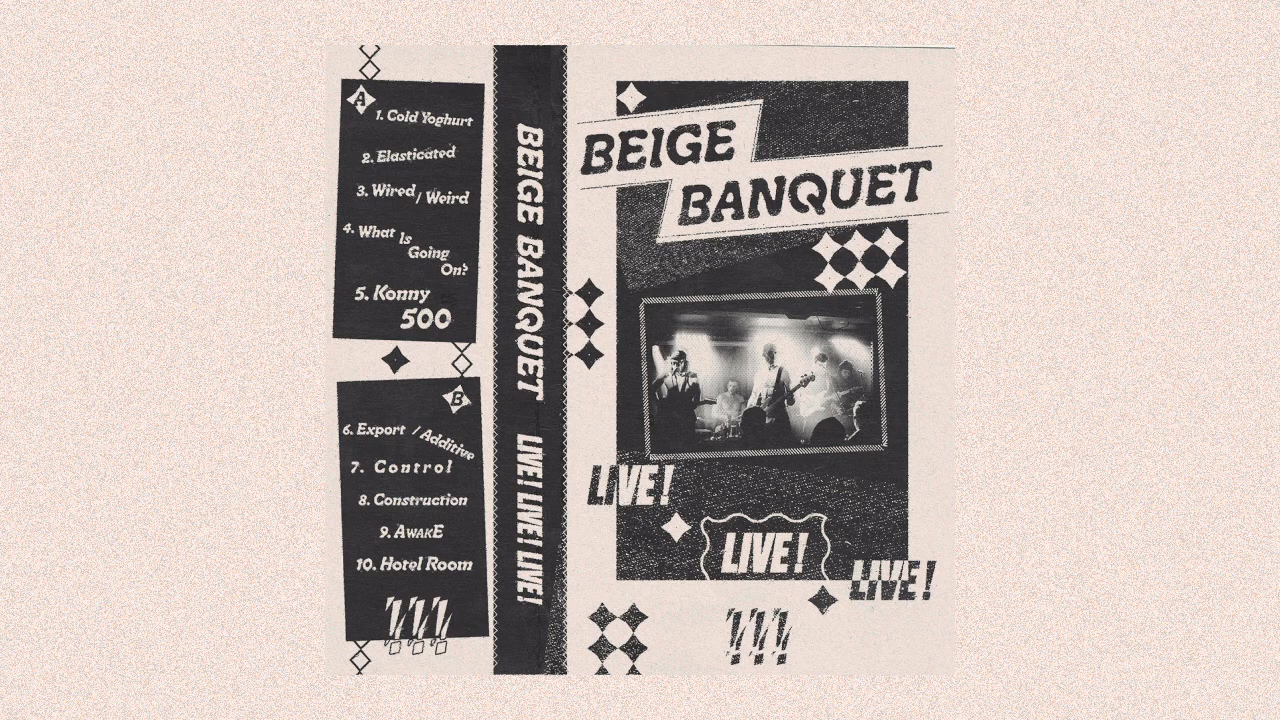 A
1. Cold Yoghurt
2. Elasticated
3. Wired / Weird
4. What Is
Going
On?
5. Konny
500
B
6. Export / Additive
7. Control
8. Construction
9. AWAKE
10. Hotel Room
!!!
BEIGE BANQUET LIVE! LIVE! LIVE!
BEIGE
BANQUET
LIVE!
LIVE!
LIVE!
!!!